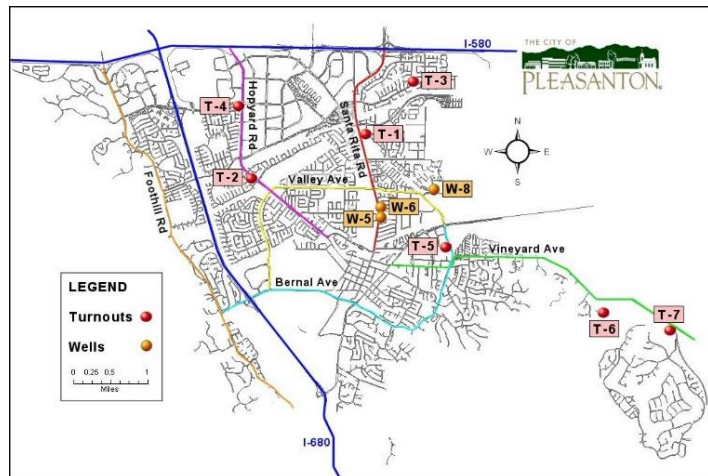 THE CITY OF
PLEASANTON
I-580
T-3
T-4
Hopyard Rd
Santa Rita Rd
T-1
N
W E
S
T-2
Valley Ave
W-8
W-6
W-5
Foothill Rd
T-5
Vineyard Ave
Bernal Ave
LEGEND
Turnouts
Wells
0 0.25 0.5 1
Miles
T-6
T-7
I-680